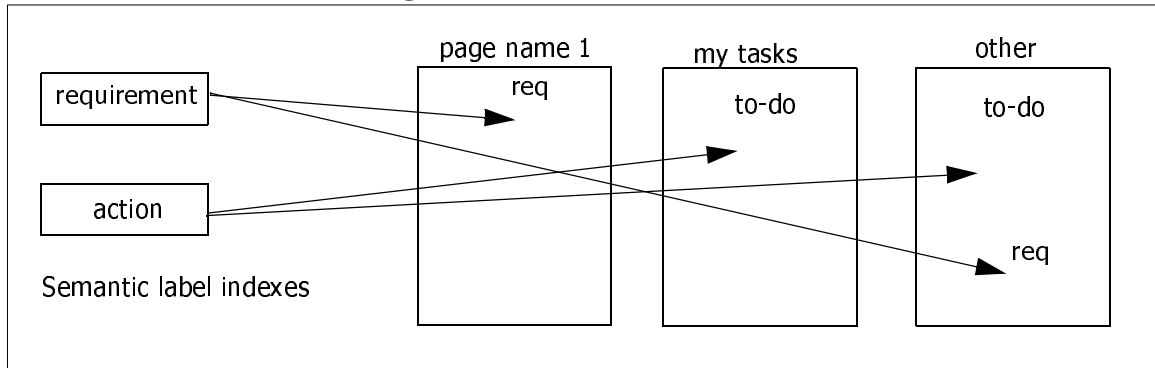 page name 1
my tasks
other
requirement
req
to-do
to-do
action
req
Semantic label indexes